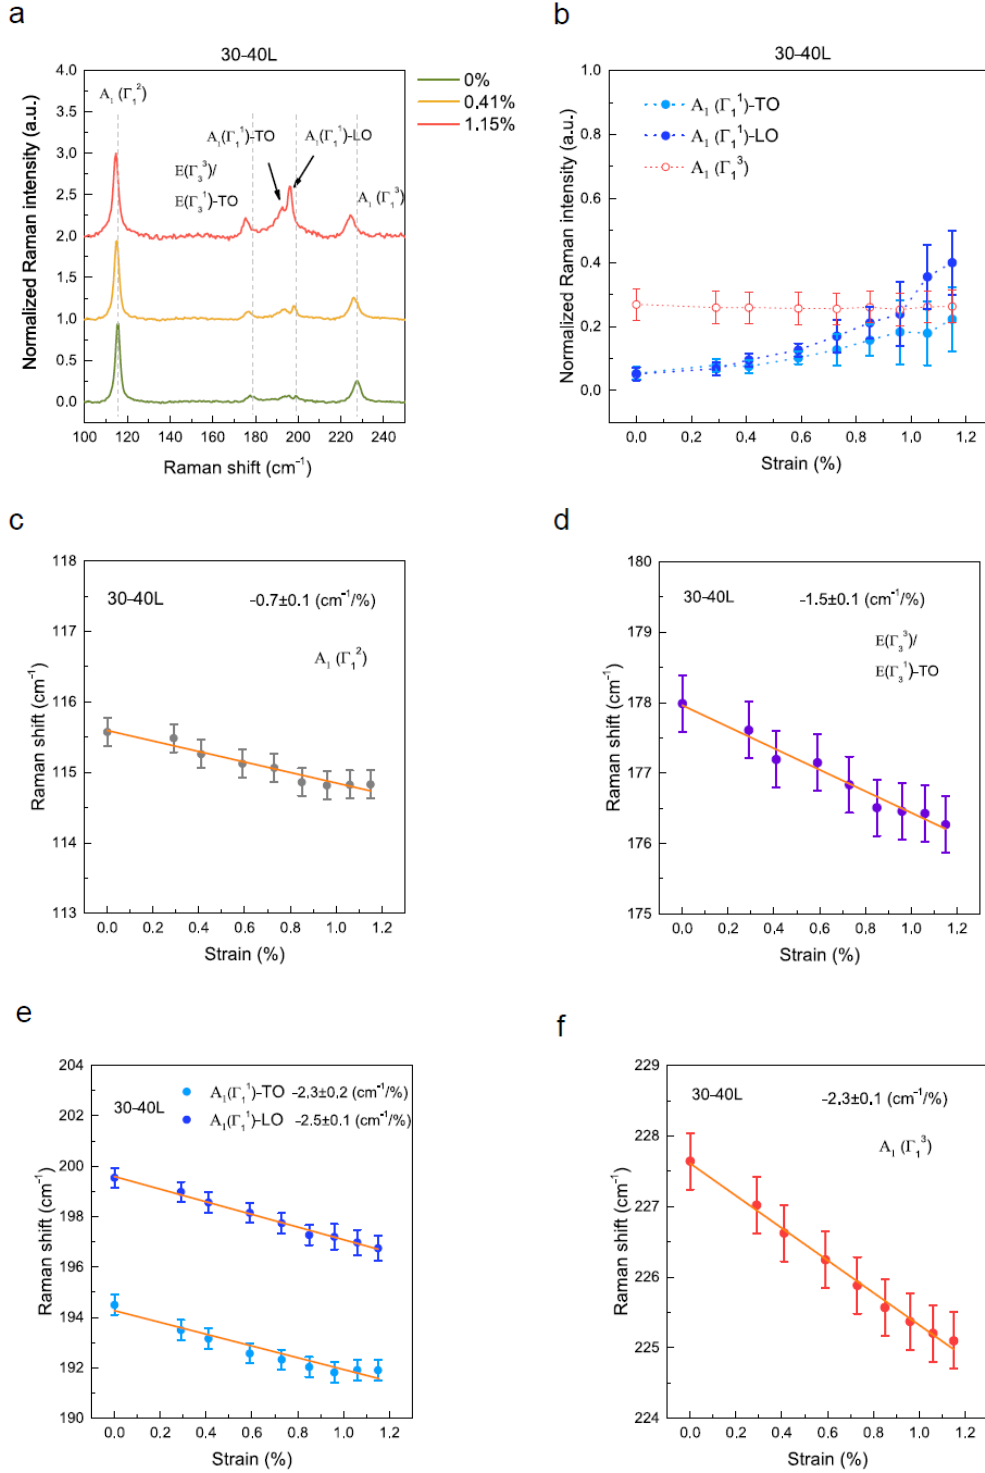 a
30-40L
4.0
3.5
3.0
2.5
2.0
1.5
1.0
0.5
0.0
100 120 140 160 180 200 220 240
Normalized Raman intensity (a.u.)
Raman shift (cm⁻¹)
A₁ (Γ₁²)
E(Γ₃³)/
E(Γ₃¹)-TO
A₁(Γ₁¹)-TO
A₁(Γ₁¹)-LO
A₁(Γ₁³)
0%
0.41%
1.15%
b
30-40L
1.0
0.8
0.6
0.4
0.2
0.0
0.0 0.2 0.4 0.6 0.8 1.0 1.2
Normalized Raman intensity (a.u.)
Strain (%)
A₁ (Γ₁¹)-TO
A₁ (Γ₁¹)-LO
A₁ (Γ₁³)
c
118
117
116
115
114
113
0.0 0.2 0.4 0.6 0.8 1.0 1.2
Raman shift (cm⁻¹)
Strain (%)
30-40L -0.7±0.1 (cm⁻¹/%)
A₁ (Γ₁²)
d
180
179
178
177
176
175
0.0 0.2 0.4 0.6 0.8 1.0 1.2
Raman shift (cm⁻¹)
Strain (%)
30-40L -1.5±0.1 (cm⁻¹/%)
E(Γ₃³)/
E(Γ₃¹)-TO
e
204
202
200
198
196
194
192
190
0.0 0.2 0.4 0.6 0.8 1.0 1.2
Raman shift (cm⁻¹)
Strain (%)
30-40L
A₁(Γ₁¹)-TO -2.3±0.2 (cm⁻¹/%)
A₁(Γ₁¹)-LO -2.5±0.1 (cm⁻¹/%)
f
229
228
227
226
225
224
0.0 0.2 0.4 0.6 0.8 1.0 1.2
Raman shift (cm⁻¹)
Strain (%)
30-40L -2.3±0.1 (cm⁻¹/%)
A₁ (Γ₁³)